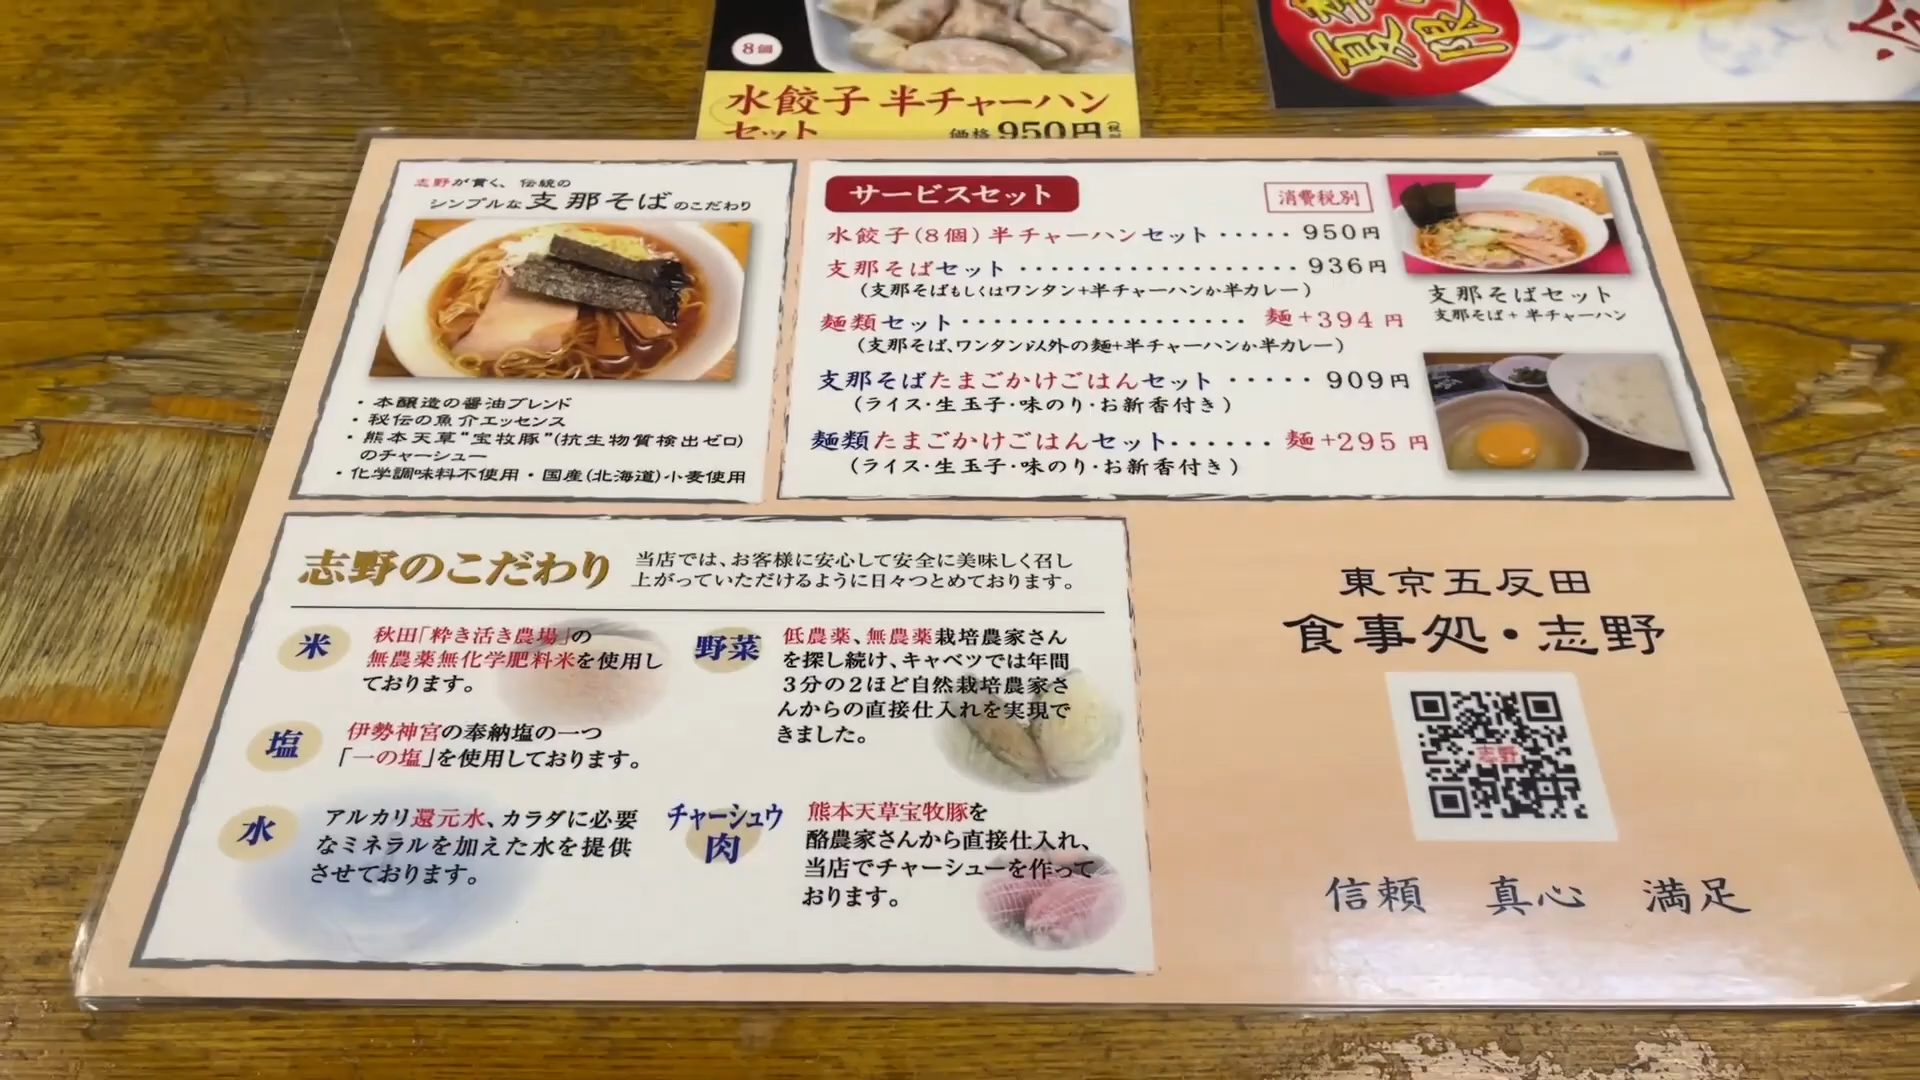 8個
水餃子 半チャーハン
セット 価格950円
夏限
志野が貫く、伝統の
シンプルな支那そばのこだわり
・本醸造の醤油ブレンド
・秘伝の魚介エッセンス
・熊本天草"宝牧豚"(抗生物質検出ゼロ)
のチャーシュー
・化学調味料不使用・国産(北海道)小麦使用
サービスセット
消費税別
水餃子(8個)半チャーハンセット・・・・・950円
支那そばセット・・・・・・・・・・・・・・・・・・936円
(支那そばもしくはワンタン+半チャーハンか半カレー)
麺類セット・・・・・・・・・・・・・・・・・・・麺+394円
(支那そば、ワンタン以外の麺+半チャーハンか半カレー)
支那そばたまごかけごはんセット・・・・・909円
(ライス・生玉子・味のり・お新香付き)
麺類たまごかけごはんセット・・・・・・麺+295円
(ライス・生玉子・味のり・お新香付き)
支那そばセット
支那そば+半チャーハン
志野のこだわり
当店では、お客様に安心して安全に美味しく召し
上がっていただけるように日々つとめております。
米
秋田「粋き活き農場」の
無農薬無化学肥料米を使用し
ております。
塩
伊勢神宮の奉納塩の一つ
「一の塩」を使用しております。
水
アルカリ還元水、カラダに必要
なミネラルを加えた水を提供
させております。
野菜
低農薬、無農薬栽培農家さん
を探し続け、キャベツでは年間
3分の2ほど自然栽培農家さ
んからの直接仕入れを実現で
きました。
チャーシュウ
肉
熊本天草宝牧豚を
酪農家さんから直接仕入れ、
当店でチャーシューを作って
おります。
東京五反田
食事処・志野
志野
信頼 真心 満足